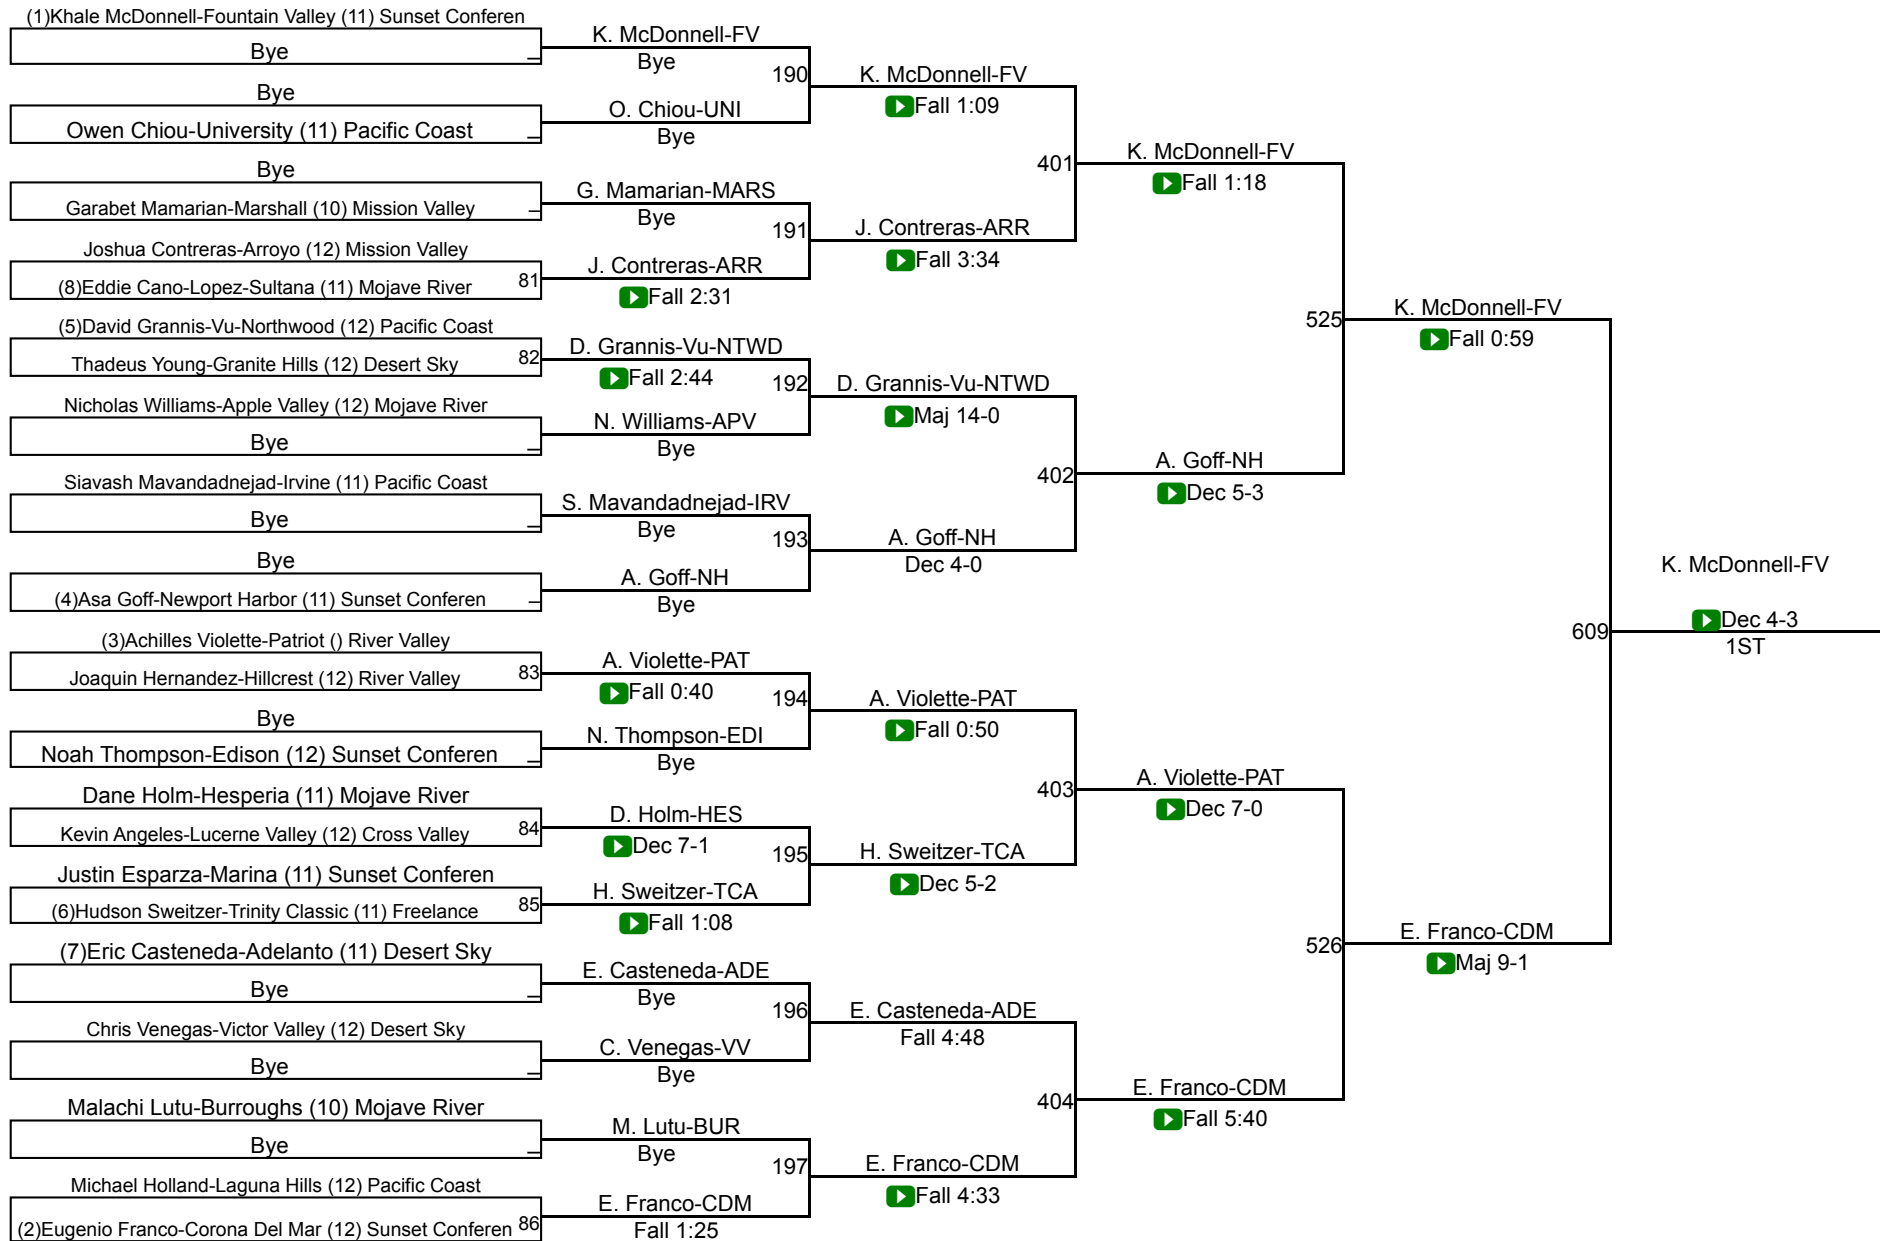 (1)Khale McDonnell-Fountain Valley (11) Sunset Conferen
Bye
Bye
Owen Chiou-University (11) Pacific Coast
Bye
Garabet Mamarian-Marshall (10) Mission Valley
Joshua Contreras-Arroyo (12) Mission Valley
(8)Eddie Cano-Lopez-Sultana (11) Mojave River 81
(5)David Grannis-Vu-Northwood (12) Pacific Coast
Thadeus Young-Granite Hills (12) Desert Sky 82
Nicholas Williams-Apple Valley (12) Mojave River
Bye
Siavash Mavandadnejad-Irvine (11) Pacific Coast
Bye
Bye
(4)Asa Goff-Newport Harbor (11) Sunset Conferen
(3)Achilles Violette-Patriot () River Valley
Joaquin Hernandez-Hillcrest (12) River Valley 83
Bye
Noah Thompson-Edison (12) Sunset Conferen
Dane Holm-Hesperia (11) Mojave River
Kevin Angeles-Lucerne Valley (12) Cross Valley 84
Justin Esparza-Marina (11) Sunset Conferen
(6)Hudson Sweitzer-Trinity Classic (11) Freelance 85
(7)Eric Casteneda-Adelanto (11) Desert Sky
Bye
Chris Venegas-Victor Valley (12) Desert Sky
Bye
Malachi Lutu-Burroughs (10) Mojave River
Bye
Michael Holland-Laguna Hills (12) Pacific Coast
(2)Eugenio Franco-Corona Del Mar (12) Sunset Conferen 86
K. McDonnell-FV
Bye
190
O. Chiou-UNI
Bye
G. Mamarian-MARS
Bye
191
J. Contreras-ARR
Fall 2:31
D. Grannis-Vu-NTWD
Fall 2:44
192
N. Williams-APV
Bye
S. Mavandadnejad-IRV
Bye
193
A. Goff-NH
Bye
A. Violette-PAT
Fall 0:40
194
N. Thompson-EDI
Bye
D. Holm-HES
Dec 7-1
195
H. Sweitzer-TCA
Fall 1:08
E. Casteneda-ADE
Bye
196
C. Venegas-VV
Bye
M. Lutu-BUR
Bye
197
E. Franco-CDM
Fall 1:25
K. McDonnell-FV
Fall 1:09
401
J. Contreras-ARR
Fall 3:34
D. Grannis-Vu-NTWD
Maj 14-0
402
A. Goff-NH
Dec 4-0
A. Violette-PAT
Fall 0:50
403
H. Sweitzer-TCA
Dec 5-2
E. Casteneda-ADE
Fall 4:48
404
E. Franco-CDM
Fall 4:33
K. McDonnell-FV
Fall 1:18
525
A. Goff-NH
Dec 5-3
A. Violette-PAT
Dec 7-0
526
E. Franco-CDM
Fall 5:40
K. McDonnell-FV
Fall 0:59
609
E. Franco-CDM
Maj 9-1
K. McDonnell-FV
Dec 4-3
1ST